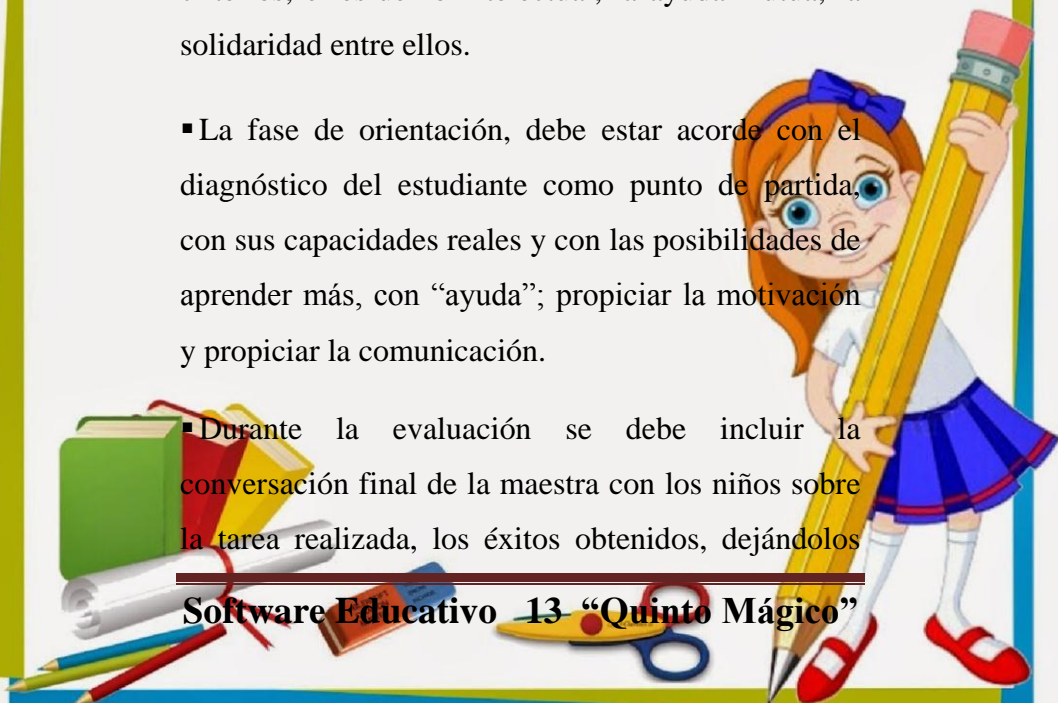 solidaridad entre ellos.
▪La fase de orientación, debe estar acorde con el
diagnóstico del estudiante como punto de partida,
con sus capacidades reales y con las posibilidades de
aprender más, con “ayuda”; propiciar la motivación
y propiciar la comunicación.
▪Durante la evaluación se debe incluir la
conversación final de la maestra con los niños sobre
la tarea realizada, los éxitos obtenidos, dejándolos
Software Educativo 13 “Quinto Mágico”